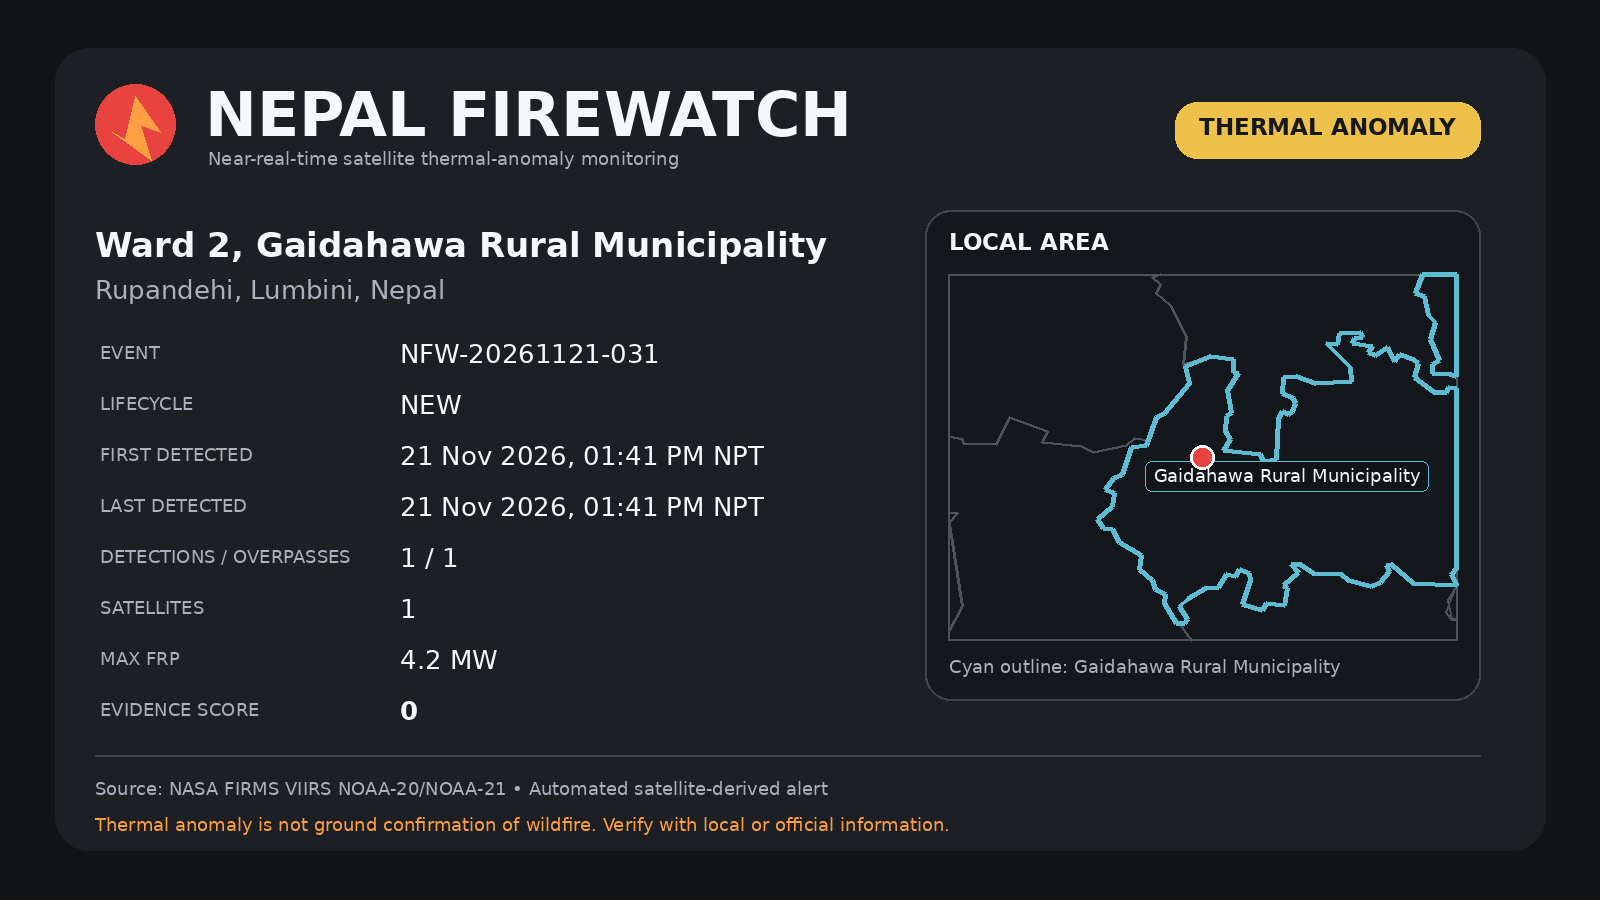 NEPAL FIREWATCH
Near-real-time satellite thermal-anomaly monitoring
THERMAL ANOMALY
Ward 2, Gaidahawa Rural Municipality
Rupandehi, Lumbini, Nepal
EVENT NFW-20261121-031
LIFECYCLE NEW
FIRST DETECTED 21 Nov 2026, 01:41 PM NPT
LAST DETECTED 21 Nov 2026, 01:41 PM NPT
DETECTIONS / OVERPASSES 1 / 1
SATELLITES 1
MAX FRP 4.2 MW
EVIDENCE SCORE 0
LOCAL AREA
Gaidahawa Rural Municipality
Cyan outline: Gaidahawa Rural Municipality
Source: NASA FIRMS VIIRS NOAA-20/NOAA-21 • Automated satellite-derived alert
Thermal anomaly is not ground confirmation of wildfire. Verify with local or official information.